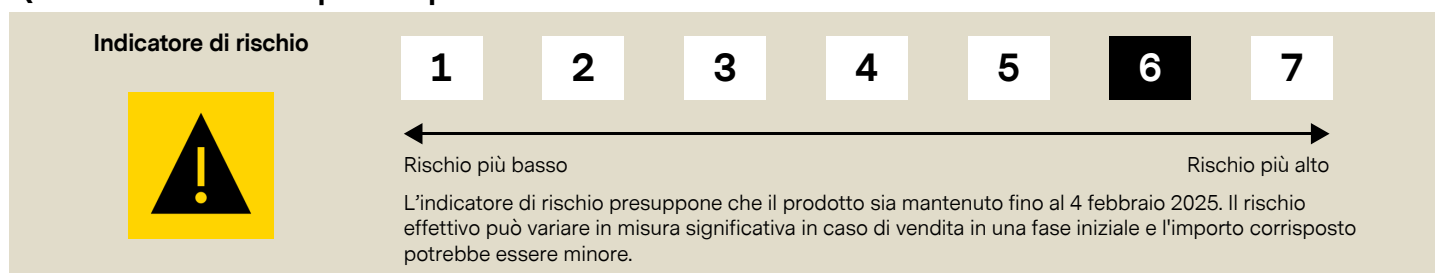 Indicatore di rischio
1 2 3 4 5 6 7
Rischio più basso Rischio più alto
L'indicatore di rischio presuppone che il prodotto sia mantenuto fino al 4 febbraio 2025. Il rischio
effettivo può variare in misura significativa in caso di vendita in una fase iniziale e l'importo corrisposto
potrebbe essere minore.